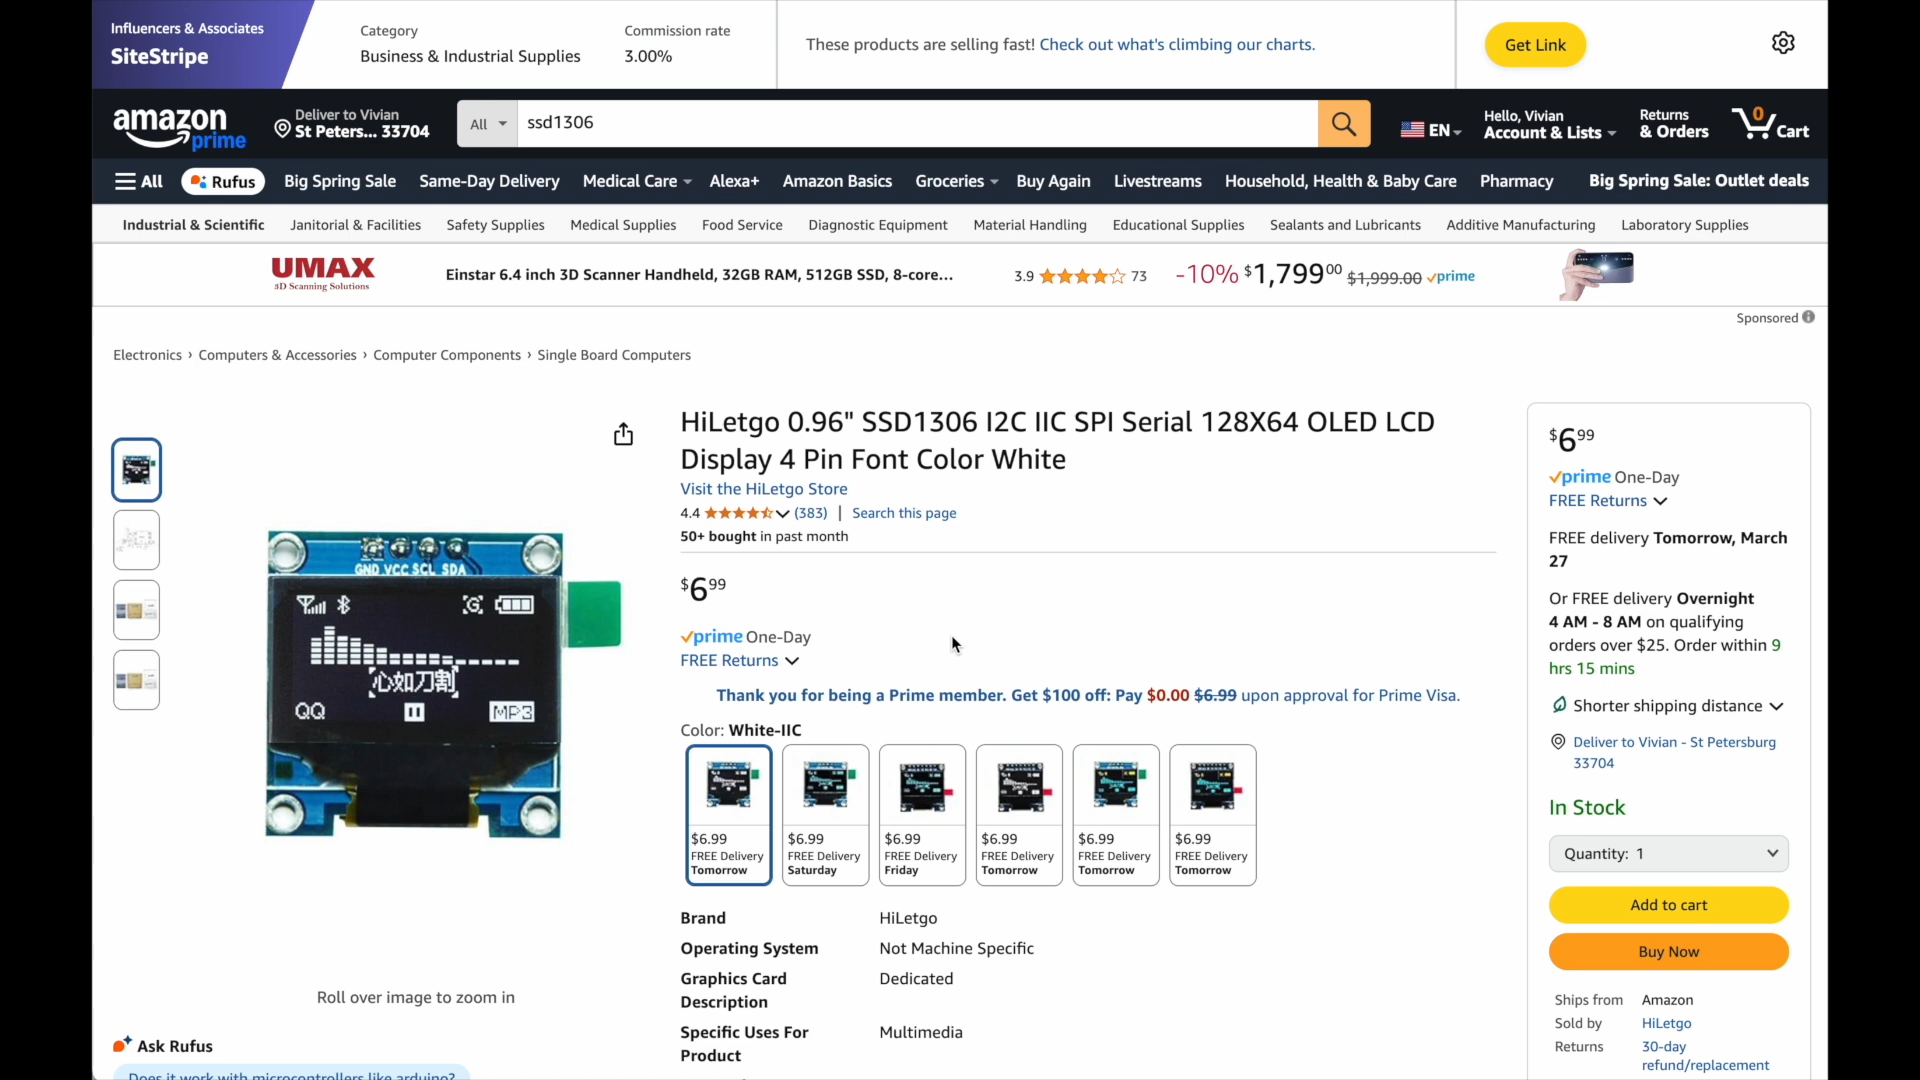 Influencers & Associates
SiteStripe
Category
Business & Industrial Supplies
Commission rate
3.00%
These products are selling fast! Check out what's climbing our charts.
Get Link
amazon
prime
Deliver to Vivian
St Peters... 33704
All
ssd1306
EN
Hello, Vivian
Account & Lists
Returns
& Orders
0
Cart
All
Rufus
Big Spring Sale
Same-Day Delivery
Medical Care
Alexa+
Amazon Basics
Groceries
Buy Again
Livestreams
Household, Health & Baby Care
Pharmacy
Big Spring Sale: Outlet deals
Industrial & Scientific
Janitorial & Facilities
Safety Supplies
Medical Supplies
Food Service
Diagnostic Equipment
Material Handling
Educational Supplies
Sealants and Lubricants
Additive Manufacturing
Laboratory Supplies
UMAX
3D Scanning Solutions
Einstar 6.4 inch 3D Scanner Handheld, 32GB RAM, 512GB SSD, 8-core...
3.9
73
-10% $1,799.00 $1,999.00 prime
Sponsored
Electronics › Computers & Accessories › Computer Components › Single Board Computers
HiLetgo 0.96" SSD1306 I2C IIC SPI Serial 128X64 OLED LCD
Display 4 Pin Font Color White
Visit the HiLetgo Store
4.4 (383) | Search this page
50+ bought in past month
$6.99
prime One-Day
FREE Returns
Thank you for being a Prime member. Get $100 off: Pay $0.00 $6.99 upon approval for Prime Visa.
Color: White-IIC
$6.99
FREE Delivery
Tomorrow
$6.99
FREE Delivery
Saturday
$6.99
FREE Delivery
Friday
$6.99
FREE Delivery
Tomorrow
$6.99
FREE Delivery
Tomorrow
$6.99
FREE Delivery
Tomorrow
Brand HiLetgo
Operating System Not Machine Specific
Graphics Card Dedicated
Description
Specific Uses For Multimedia
Product
GND VCC SCL SDA
G
心如刀割
QQ
MP3
Roll over image to zoom in
Ask Rufus
Does it work with microcontrollers like arduino?
$6.99
prime One-Day
FREE Returns
FREE delivery Tomorrow, March
27
Or FREE delivery Overnight
4 AM - 8 AM on qualifying
orders over $25. Order within 9
hrs 15 mins
Shorter shipping distance
Deliver to Vivian - St Petersburg
33704
In Stock
Quantity: 1
Add to cart
Buy Now
Ships from Amazon
Sold by HiLetgo
Returns 30-day
refund/replacement